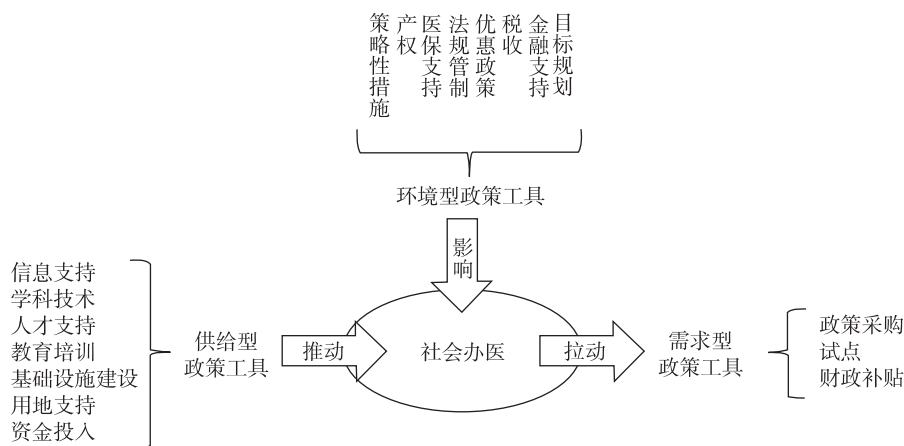 策略性措施
产权
医保支持
法规管制
优惠政策
税收
金融支持
目标规划
环境型政策工具
影响
信息支持
学科技术
人才支持
教育培训
基础设施建设
用地支持
资金投入
供给型
政策工具
推动
社会办医
拉动
需求型
政策工具
政策采购
试点
财政补贴